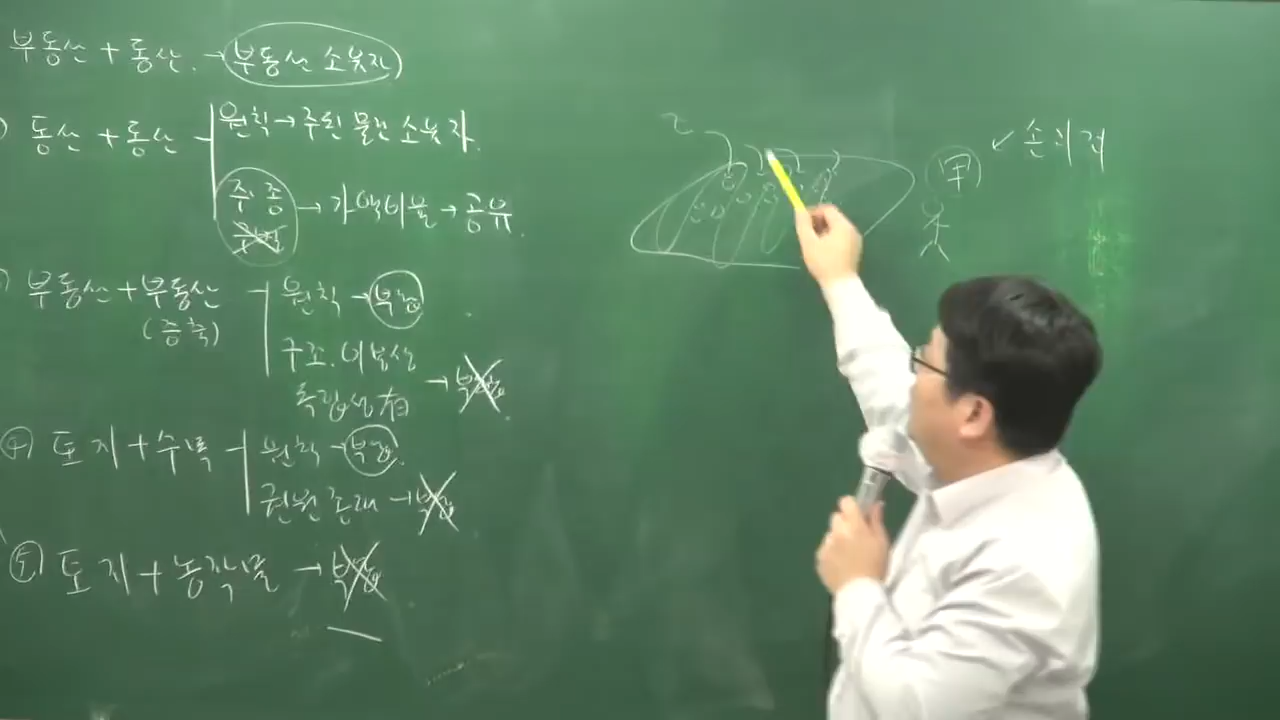 부동산 + 동산. → 부동산 소유자
) 동산 + 동산
원칙 → 주된 물건 소유자.
주·종 → 가액비율 → 공유.
구별
) 부동산 + 부동산
(증축)
원칙 → 부합.
구조·이용상
독립성 有 → 부합.
④ 토지 + 수목
원칙 → 부합.
권원 존재 → 부합
⑤ 토지 + 농작물 → 부합.
乙
甲